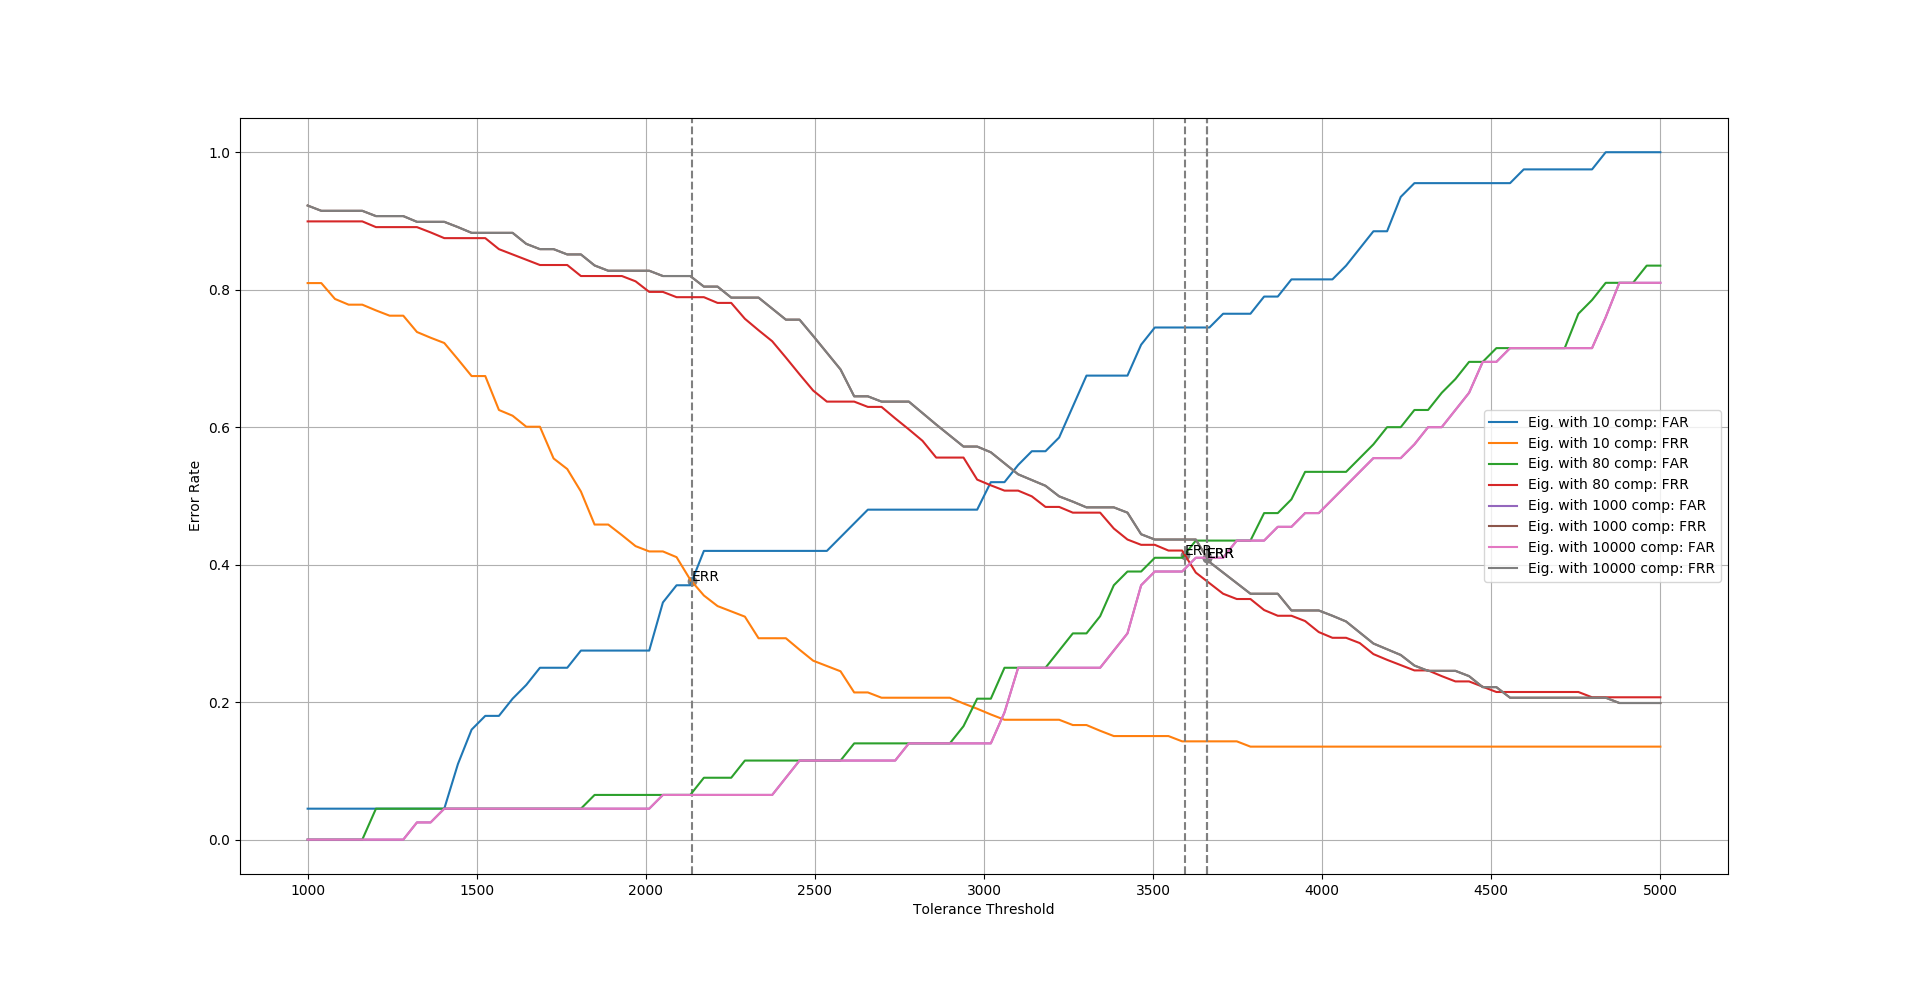 1.0
0.8
0.6
0.4
0.2
0.0
Error Rate
ERR
ERR
ERR
Eig. with 10 comp: FAR
Eig. with 10 comp: FRR
Eig. with 80 comp: FAR
Eig. with 80 comp: FRR
Eig. with 1000 comp: FAR
Eig. with 1000 comp: FRR
Eig. with 10000 comp: FAR
Eig. with 10000 comp: FRR
1000 1500 2000 2500 3000 3500 4000 4500 5000
Tolerance Threshold